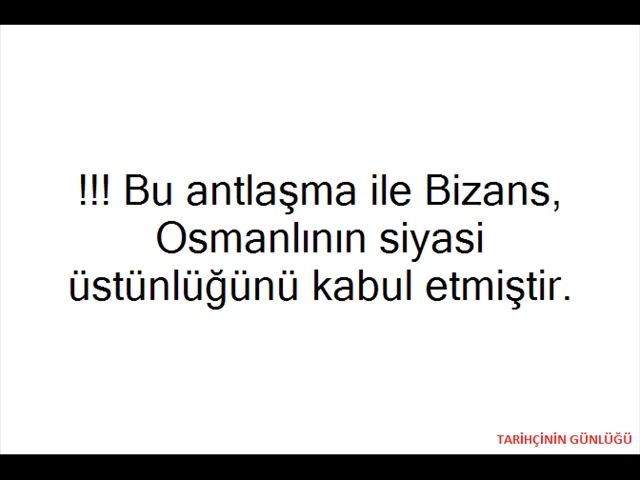 !!! Bu antlaşma ile Bizans,
Osmanlının siyasi
üstünlüğünü kabul etmiştir.
TARİHÇİNİN GÜNLÜĞÜ